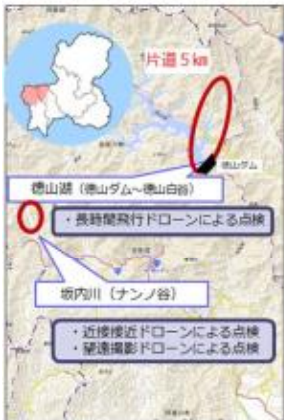 片道5㎞
徳山ダム
徳山湖（徳山ダム～徳山白谷）
・長時間飛行ドローンによる点検
坂内川（ナンノ谷）
・近接接近ドローンによる点検
・望遠撮影ドローンによる点検